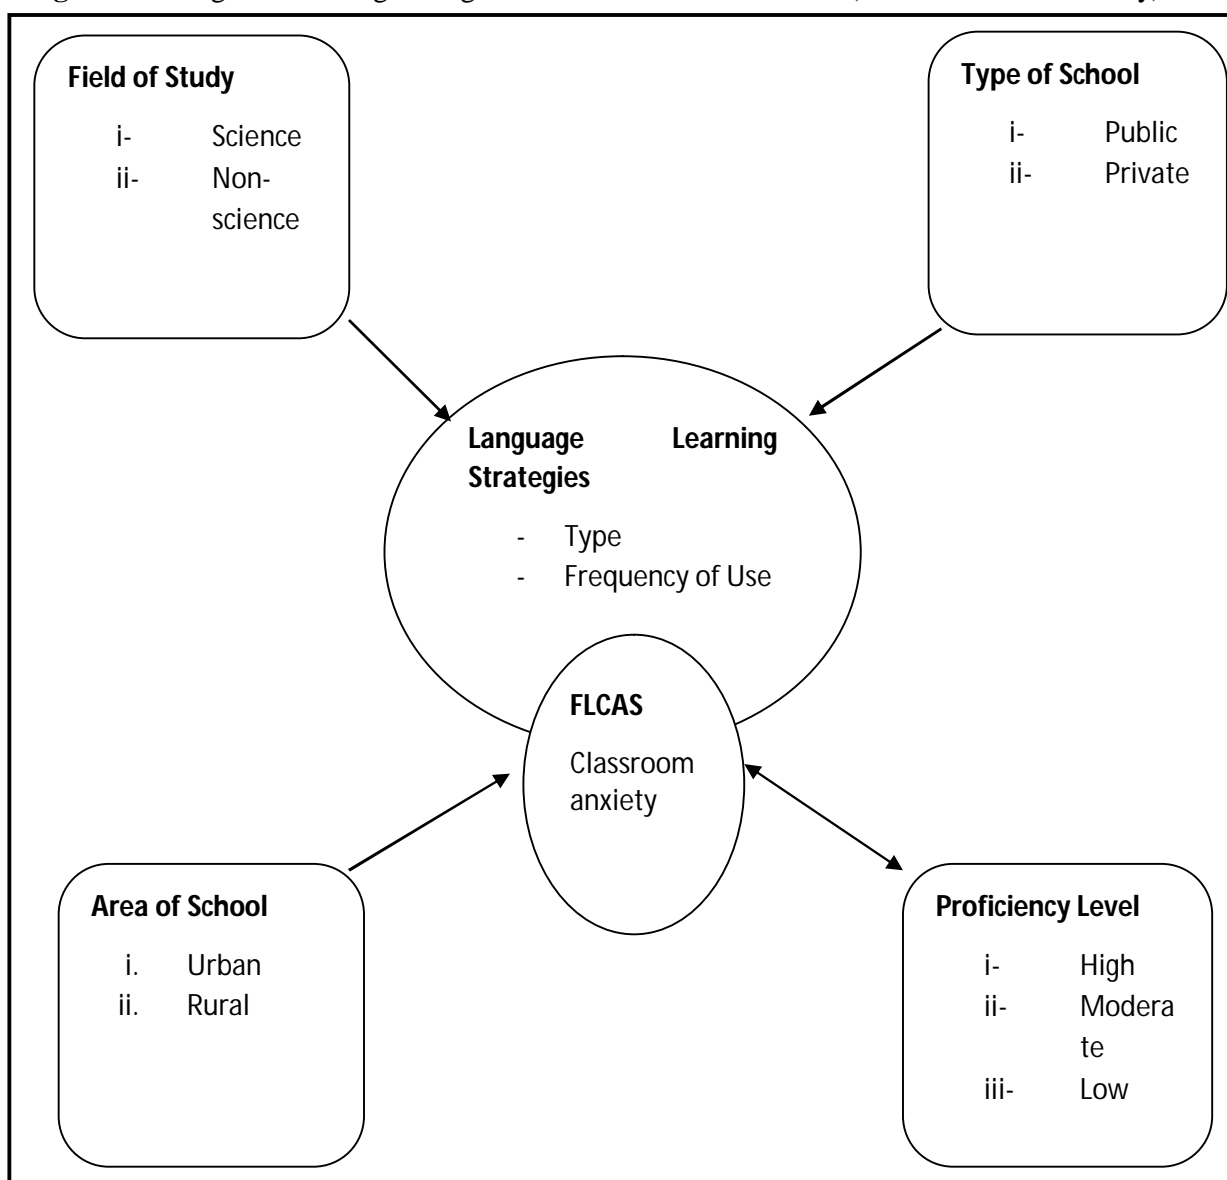 Field of Study
i- Science
ii- Non-
science
Type of School
i- Public
ii- Private
Language Learning
Strategies
- Type
- Frequency of Use
FLCAS
Classroom
anxiety
Area of School
i. Urban
ii. Rural
Proficiency Level
i- High
ii- Modera
te
iii- Low